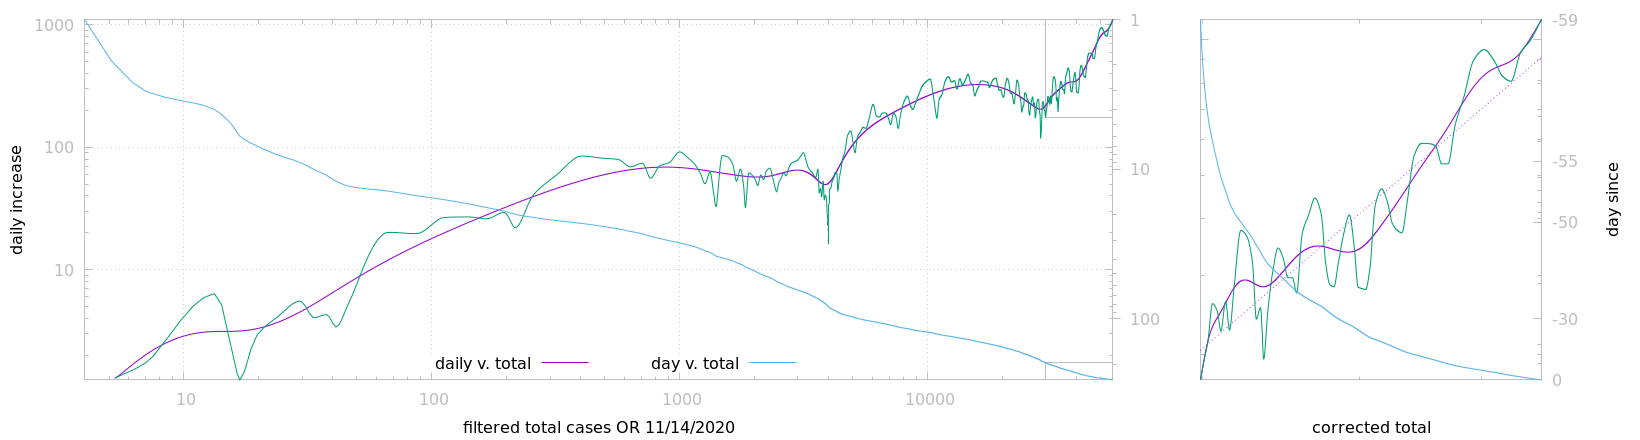 1000
100
10
daily increase
10
100
1000
10000
filtered total cases OR 11/14/2020
daily v. total
day v. total
1
10
100
-59
-55
-50
-30
0
day since
corrected total